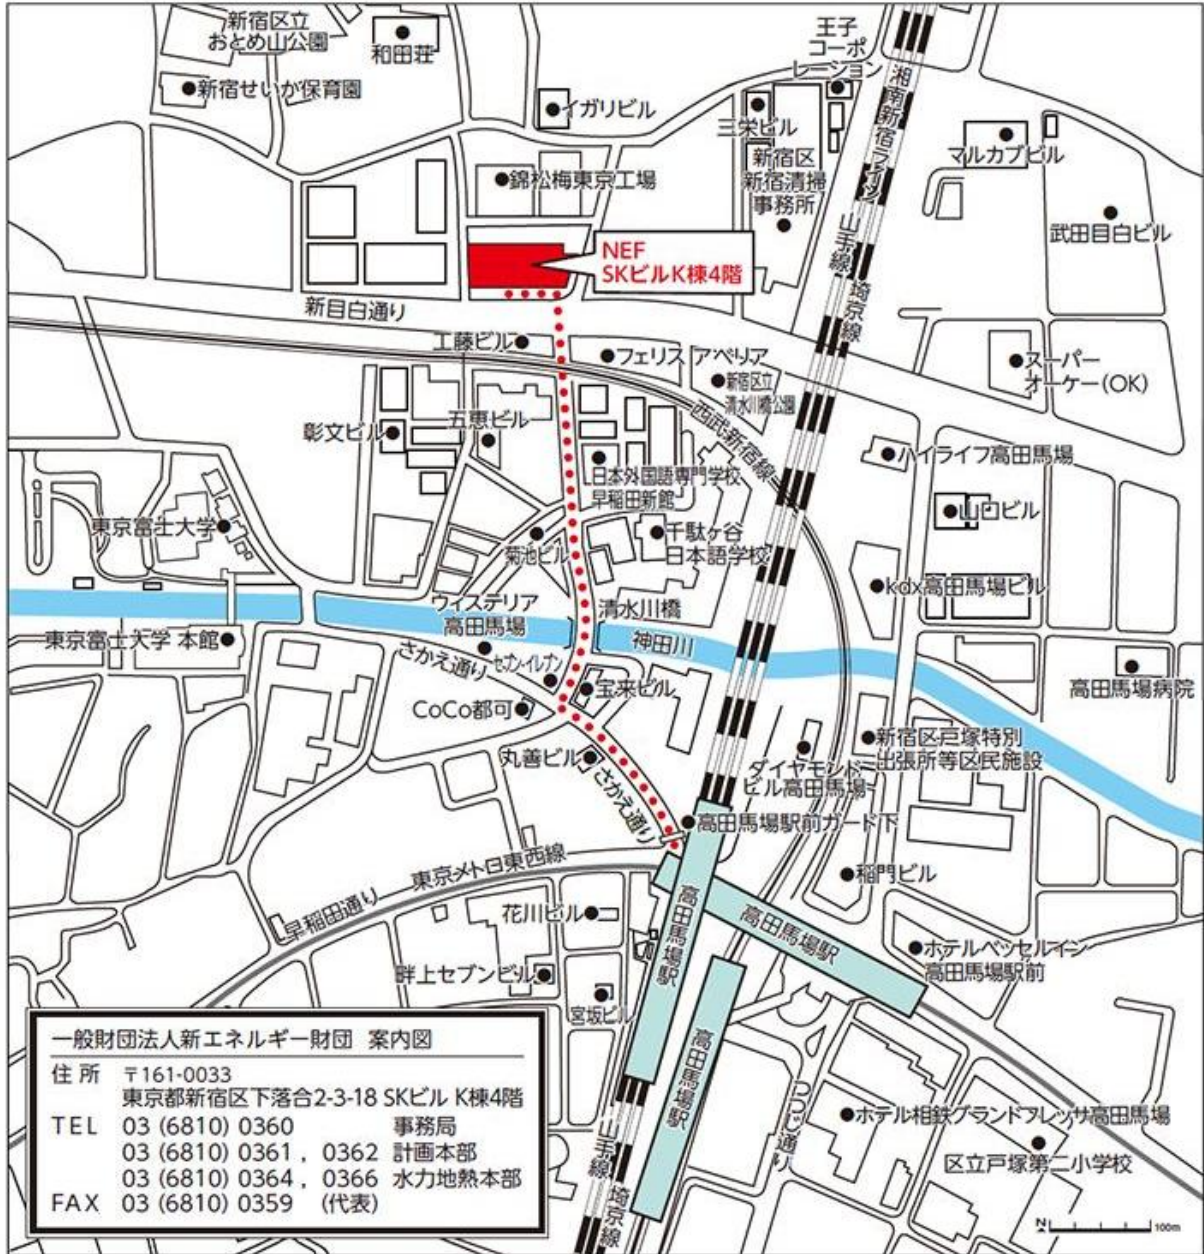 新宿区立
おとめ山公園
和田荘
新宿せいか保育園
イガリビル
王子
コーポ
レーション
三栄ビル
新宿区
新宿清掃
事務所
湘南新宿ライン
山手線
埼京線
マルカブビル
武田目白ビル
錦松梅東京工場
NEF
SKビルK棟4階
新目白通り
工藤ビル
フェリス アベリア
新宿区立
清水川橋公園
スーパー
オーケー(OK)
彰文ビル
五恵ビル
西武新宿線
ハイライフ高田馬場
日本外国語専門学校
早稲田新館
山口ビル
東京富士大学
菊池ビル
千駄ヶ谷
日本語学校
kdx高田馬場ビル
ウィステリア
高田馬場
清水川橋
神田川
東京富士大学 本館
さかえ通り
セブン-イレブン
宝来ビル
高田馬場病院
CoCo都可
丸善ビル
さかえ通り
新宿区戸塚特別
出張所等区民施設
ダイヤモンド
ビル高田馬場
高田馬場駅前ガード下
東京メトロ東西線
早稲田通り
稲門ビル
花川ビル
高田馬場駅
高田馬場駅
ホテルベッセルイン
高田馬場駅前
畔上セブンビル
宮坂ビル
高田馬場駅
つつじ通り
ホテル相鉄グランドフレッサ高田馬場
区立戸塚第二小学校
山手線
埼京線
一般財団法人新エネルギー財団 案内図
住 所 〒161-0033
東京都新宿区下落合2-3-18 SKビル K棟4階
TEL 03 (6810) 0360 事務局
03 (6810) 0361 , 0362 計画本部
03 (6810) 0364 , 0366 水力地熱本部
FAX 03 (6810) 0359 (代表)
N 100m